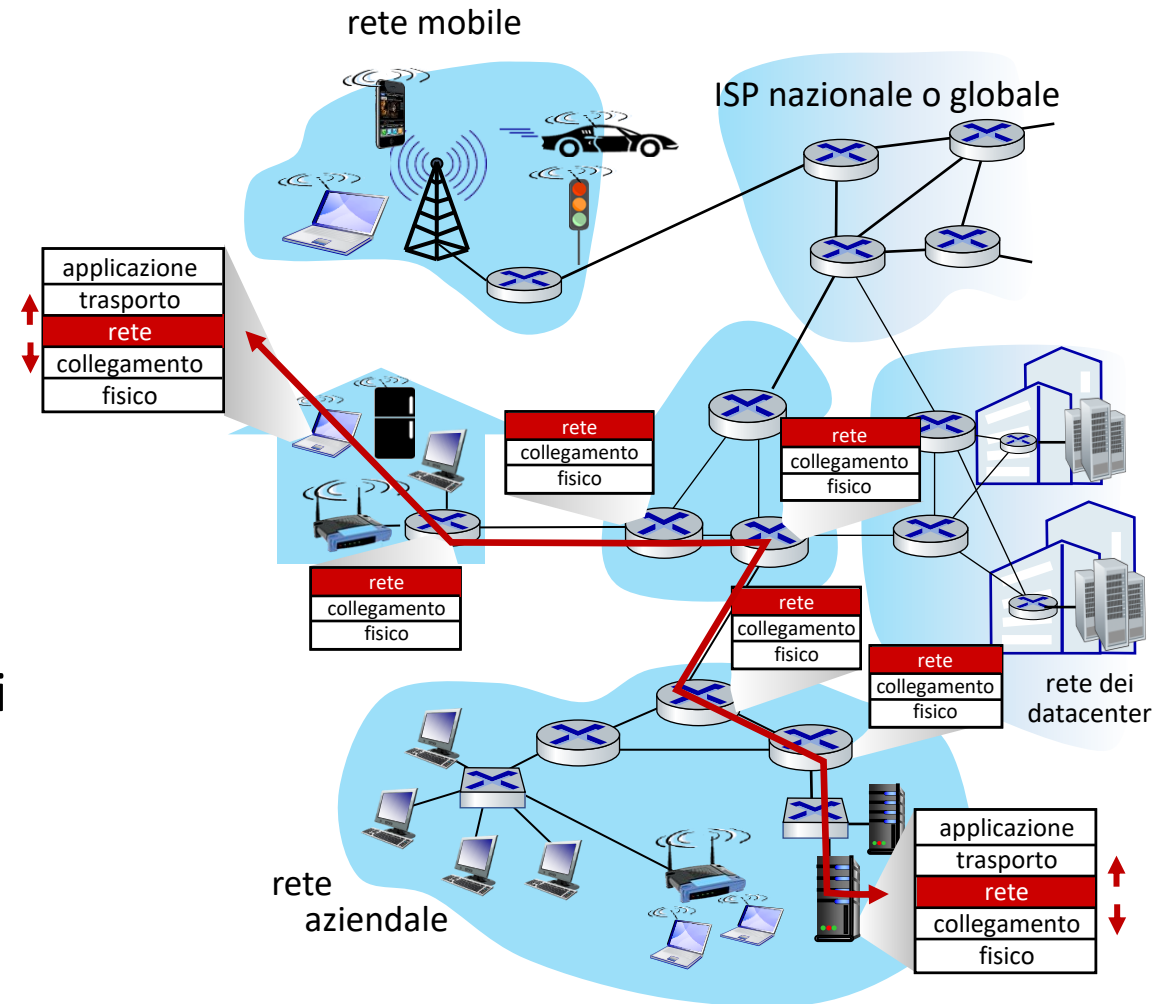 rete mobile
ISP nazionale o globale
applicazione
trasporto
rete
collegamento
fisico
rete
collegamento
fisico
rete
collegamento
fisico
rete
collegamento
fisico
rete
collegamento
fisico
rete
collegamento
fisico
rete dei
datacenter
i
applicazione
trasporto
rete
collegamento
fisico
rete
aziendale